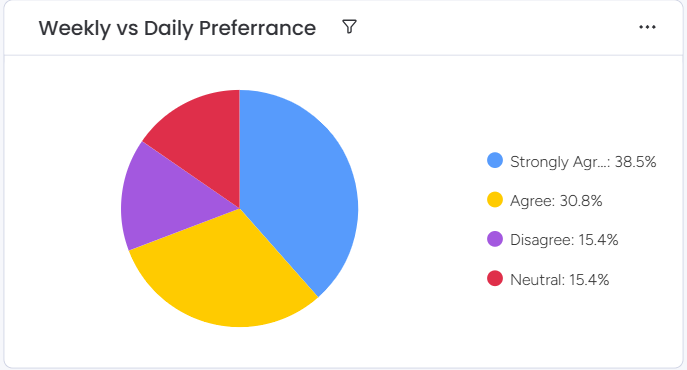 Weekly vs Daily Preferrance
Strongly Agr...: 38.5%
Agree: 30.8%
Disagree: 15.4%
Neutral: 15.4%